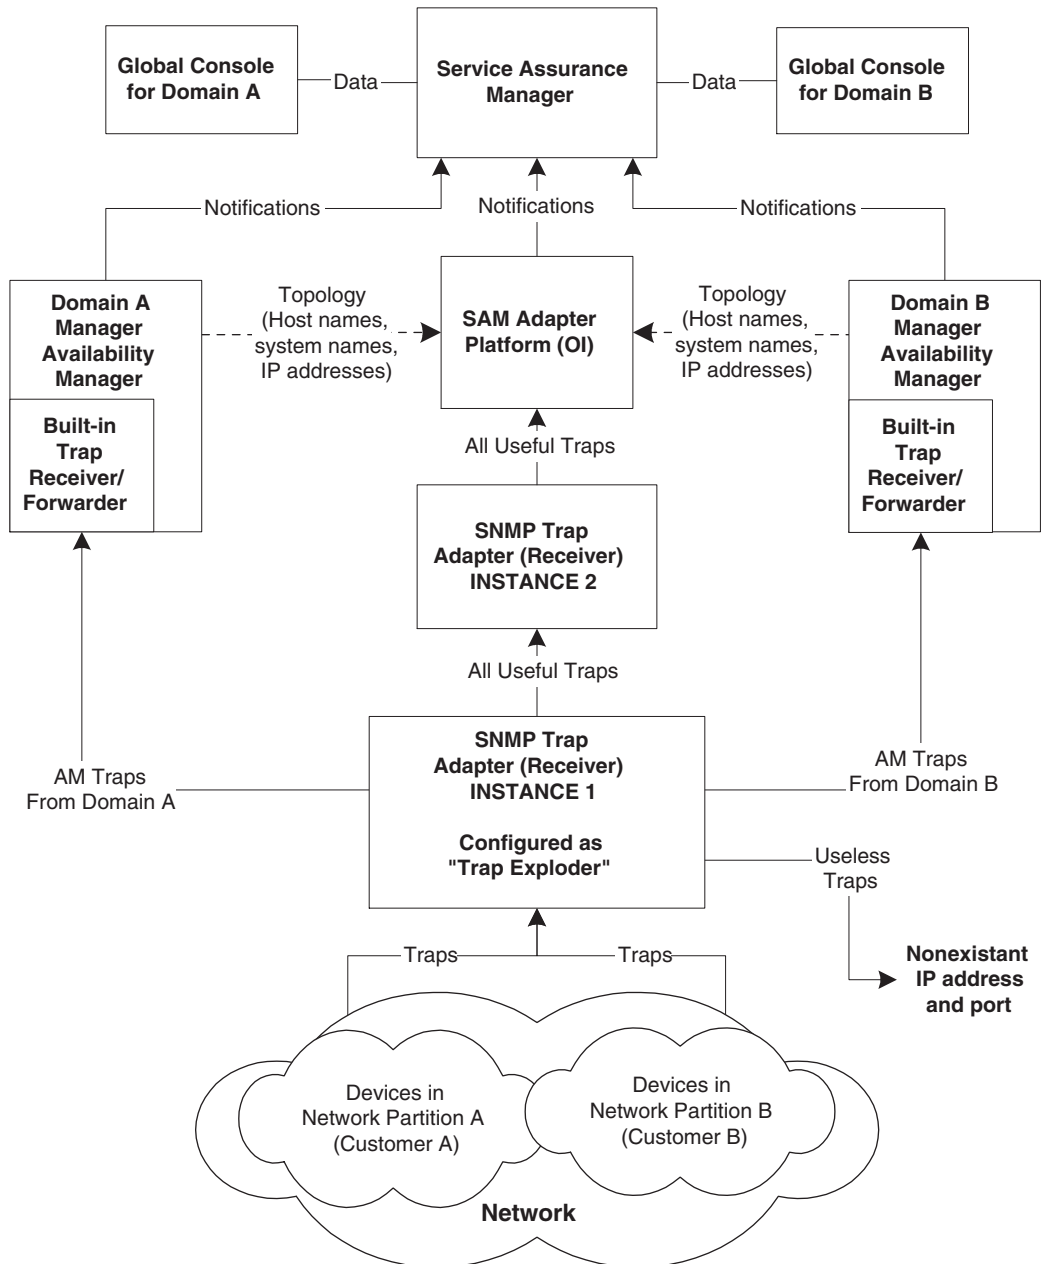 Global Console
for Domain A
Data
Service Assurance
Manager
Data
Global Console
for Domain B
Notifications
Notifications
Notifications
Domain A
Manager
Availability
Manager
Built-in
Trap
Receiver/
Forwarder
Topology
(Host names,
system names,
IP addresses)
SAM Adapter
Platform (OI)
Topology
(Host names,
system names,
IP addresses)
Domain B
Manager
Availability
Manager
Built-in
Trap
Receiver/
Forwarder
All Useful Traps
SNMP Trap
Adapter (Receiver)
INSTANCE 2
All Useful Traps
AM Traps
From Domain A
SNMP Trap
Adapter (Receiver)
INSTANCE 1
Configured as
"Trap Exploder"
AM Traps
From Domain B
Useless
Traps
Nonexistant
IP address
and port
Traps
Traps
Devices in
Network Partition A
(Customer A)
Devices in
Network Partition B
(Customer B)
Network